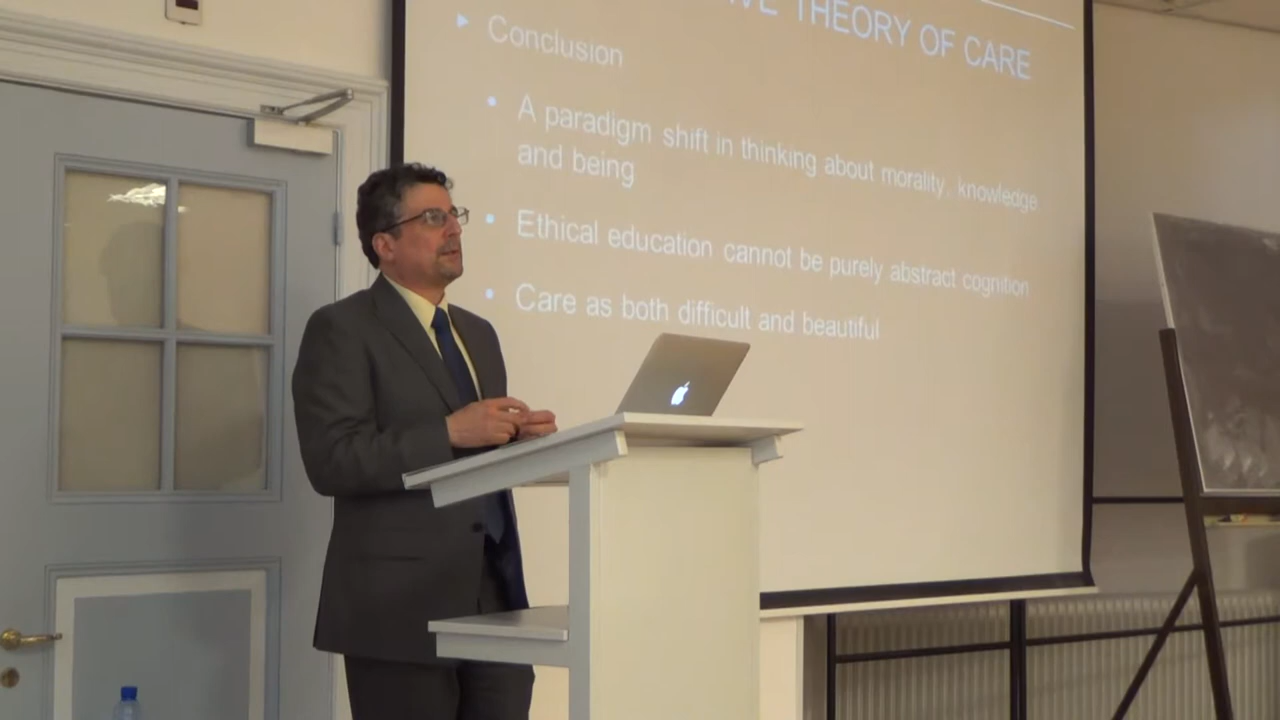 THEORY OF CARE
Conclusion
A paradigm shift in thinking about morality, knowledge
and being
Ethical education cannot be purely abstract cognition
Care as both difficult and beautiful